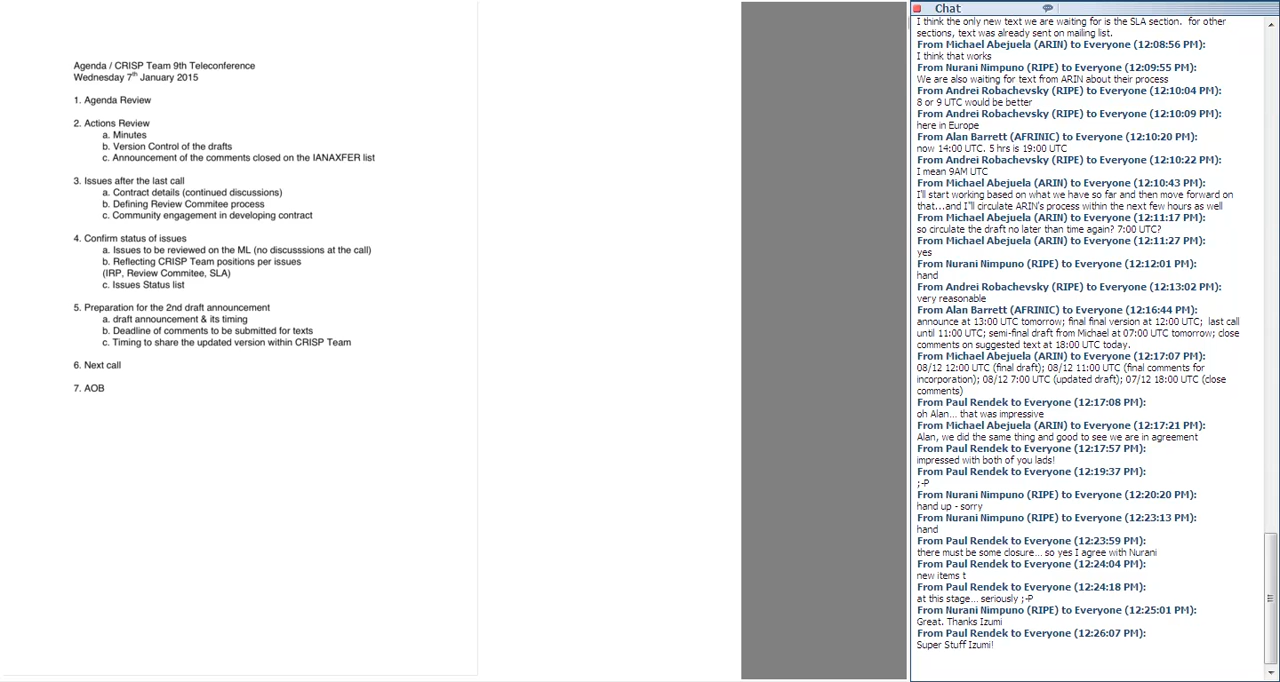 Agenda / CRISP Team 9th Teleconference
Wednesday 7th January 2015
1. Agenda Review
2. Actions Review
a. Minutes
b. Version Control of the drafts
c. Announcement of the comments closed on the IANAXFER list
3. Issues after the last call
a. Contract details (continued discussions)
b. Defining Review Commitee process
c. Community engagement in developing contract
4. Confirm status of issues
a. Issues to be reviewed on the ML (no discusssions at the call)
b. Reflecting CRISP Team positions per issues
(IRP, Review Commitee, SLA)
c. Issues Status list
5. Preparation for the 2nd draft announcement
a. draft announcement & its timing
b. Deadline of comments to be submitted for texts
c. Timing to share the updated version within CRISP Team
6. Next call
7. AOB
Chat
I think the only new text we are waiting for is the SLA section. for other
sections, text was already sent on mailing list.
From Michael Abejuela (ARIN) to Everyone (12:08:56 PM):
I think that works
From Nurani Nimpuno (RIPE) to Everyone (12:09:55 PM):
We are also waiting for text from ARIN about their process
From Andrei Robachevsky (RIPE) to Everyone (12:10:04 PM):
8 or 9 UTC would be better
From Andrei Robachevsky (RIPE) to Everyone (12:10:09 PM):
here in Europe
From Alan Barrett (AFRINIC) to Everyone (12:10:20 PM):
now 14:00 UTC. 5 hrs is 19:00 UTC
From Andrei Robachevsky (RIPE) to Everyone (12:10:22 PM):
I mean 9AM UTC
From Michael Abejuela (ARIN) to Everyone (12:10:43 PM):
I'll start working based on what we have so far and then move forward on
that...and I"ll circulate ARIN's process within the next few hours as well
From Michael Abejuela (ARIN) to Everyone (12:11:17 PM):
so circulate the draft no later than time again? 7:00 UTC?
From Michael Abejuela (ARIN) to Everyone (12:11:27 PM):
yes
From Nurani Nimpuno (RIPE) to Everyone (12:12:01 PM):
hand
From Andrei Robachevsky (RIPE) to Everyone (12:13:02 PM):
very reasonable
From Alan Barrett (AFRINIC) to Everyone (12:16:44 PM):
announce at 13:00 UTC tomorrow; final final version at 12:00 UTC; last call
until 11:00 UTC; semi-final draft from Michael at 07:00 UTC tomorrow; close
comments on suggested text at 18:00 UTC today.
From Michael Abejuela (ARIN) to Everyone (12:17:07 PM):
08/12 12:00 UTC (final draft); 08/12 11:00 UTC (final comments for
incorporation); 08/12 7:00 UTC (updated draft); 07/12 18:00 UTC (close
comments)
From Paul Rendek to Everyone (12:17:08 PM):
oh Alan... that was impressive
From Michael Abejuela (ARIN) to Everyone (12:17:21 PM):
Alan, we did the same thing and good to see we are in agreement
From Paul Rendek to Everyone (12:17:57 PM):
impressed with both of you lads!
From Paul Rendek to Everyone (12:19:37 PM):
;-P
From Nurani Nimpuno (RIPE) to Everyone (12:20:20 PM):
hand up - sorry
From Nurani Nimpuno (RIPE) to Everyone (12:23:13 PM):
hand
From Paul Rendek to Everyone (12:23:59 PM):
there must be some closure... so yes I agree with Nurani
From Paul Rendek to Everyone (12:24:04 PM):
new items t
From Paul Rendek to Everyone (12:24:18 PM):
at this stage... seriously ;-P
From Nurani Nimpuno (RIPE) to Everyone (12:25:01 PM):
Great. Thanks Izumi
From Paul Rendek to Everyone (12:26:07 PM):
Super Stuff Izumi!